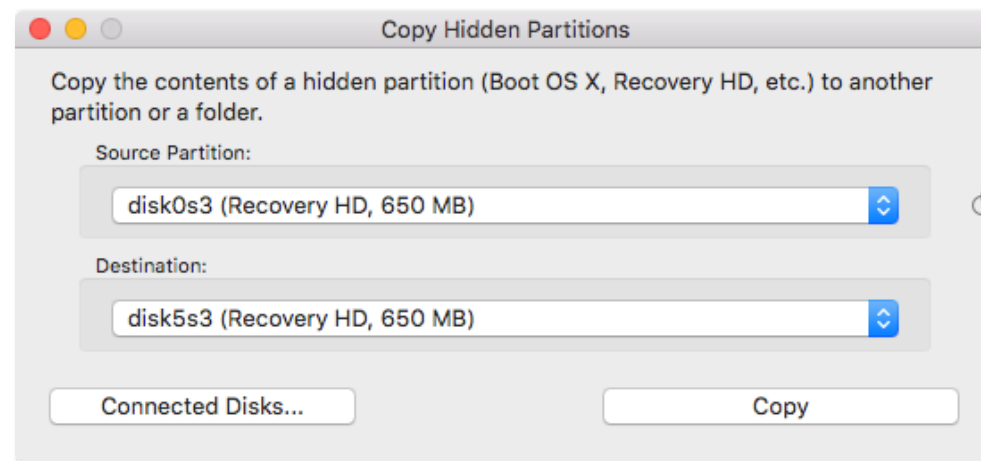 Copy Hidden Partitions
Copy the contents of a hidden partition (Boot OS X, Recovery HD, etc.) to another
partition or a folder.
Source Partition:
disk0s3 (Recovery HD, 650 MB)
Destination:
disk5s3 (Recovery HD, 650 MB)
Connected Disks...
Copy